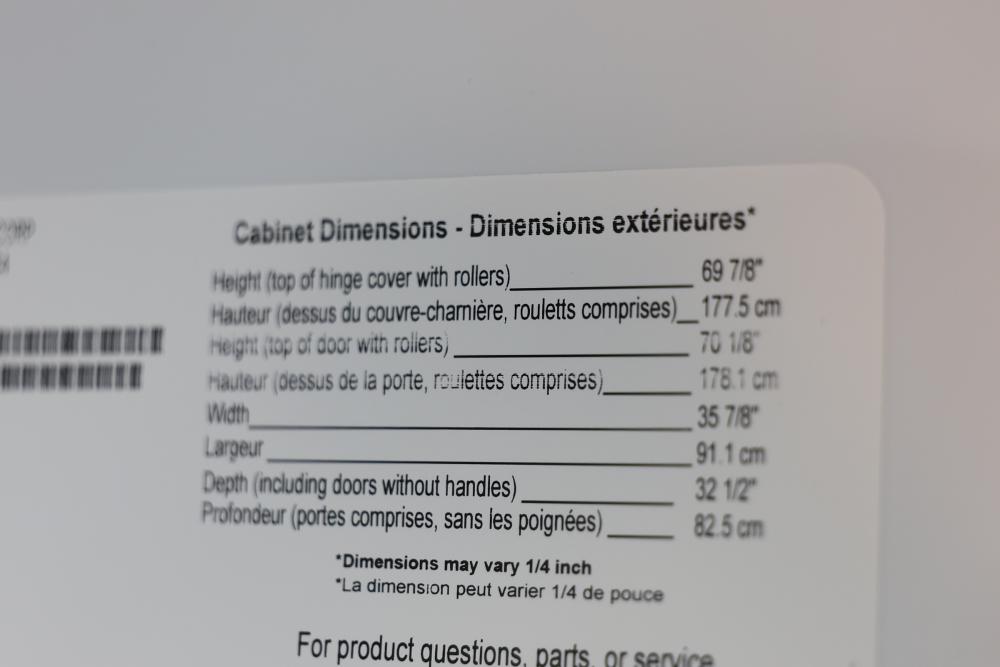 CORP
Cabinet Dimensions - Dimensions extérieures*
Height (top of hinge cover with rollers) 69 7/8"
Hauteur (dessus du couvre-charnière, rouletts comprises) 177.5 cm
Height (top of door with rollers) 70 1/8"
Hauteur (dessus de la porte, roulettes comprises) 178.1 cm
Width 35 7/8"
Largeur 91.1 cm
Depth (including doors without handles) 32 1/2"
Profondeur (portes comprises, sans les poignées) 82.5 cm
*Dimensions may vary 1/4 inch
*La dimension peut varier 1/4 de pouce
For product questions, parts, or service